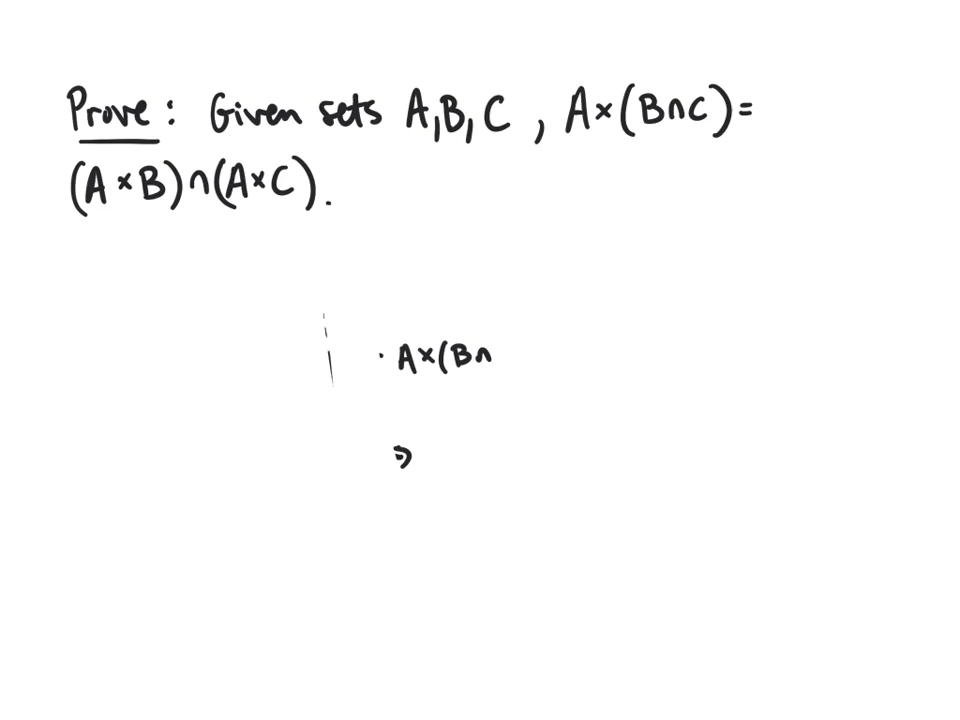 Prove: Given sets A, B, C, A×(B∩C)=
(A×B)∩(A×C).
· A×(B∩